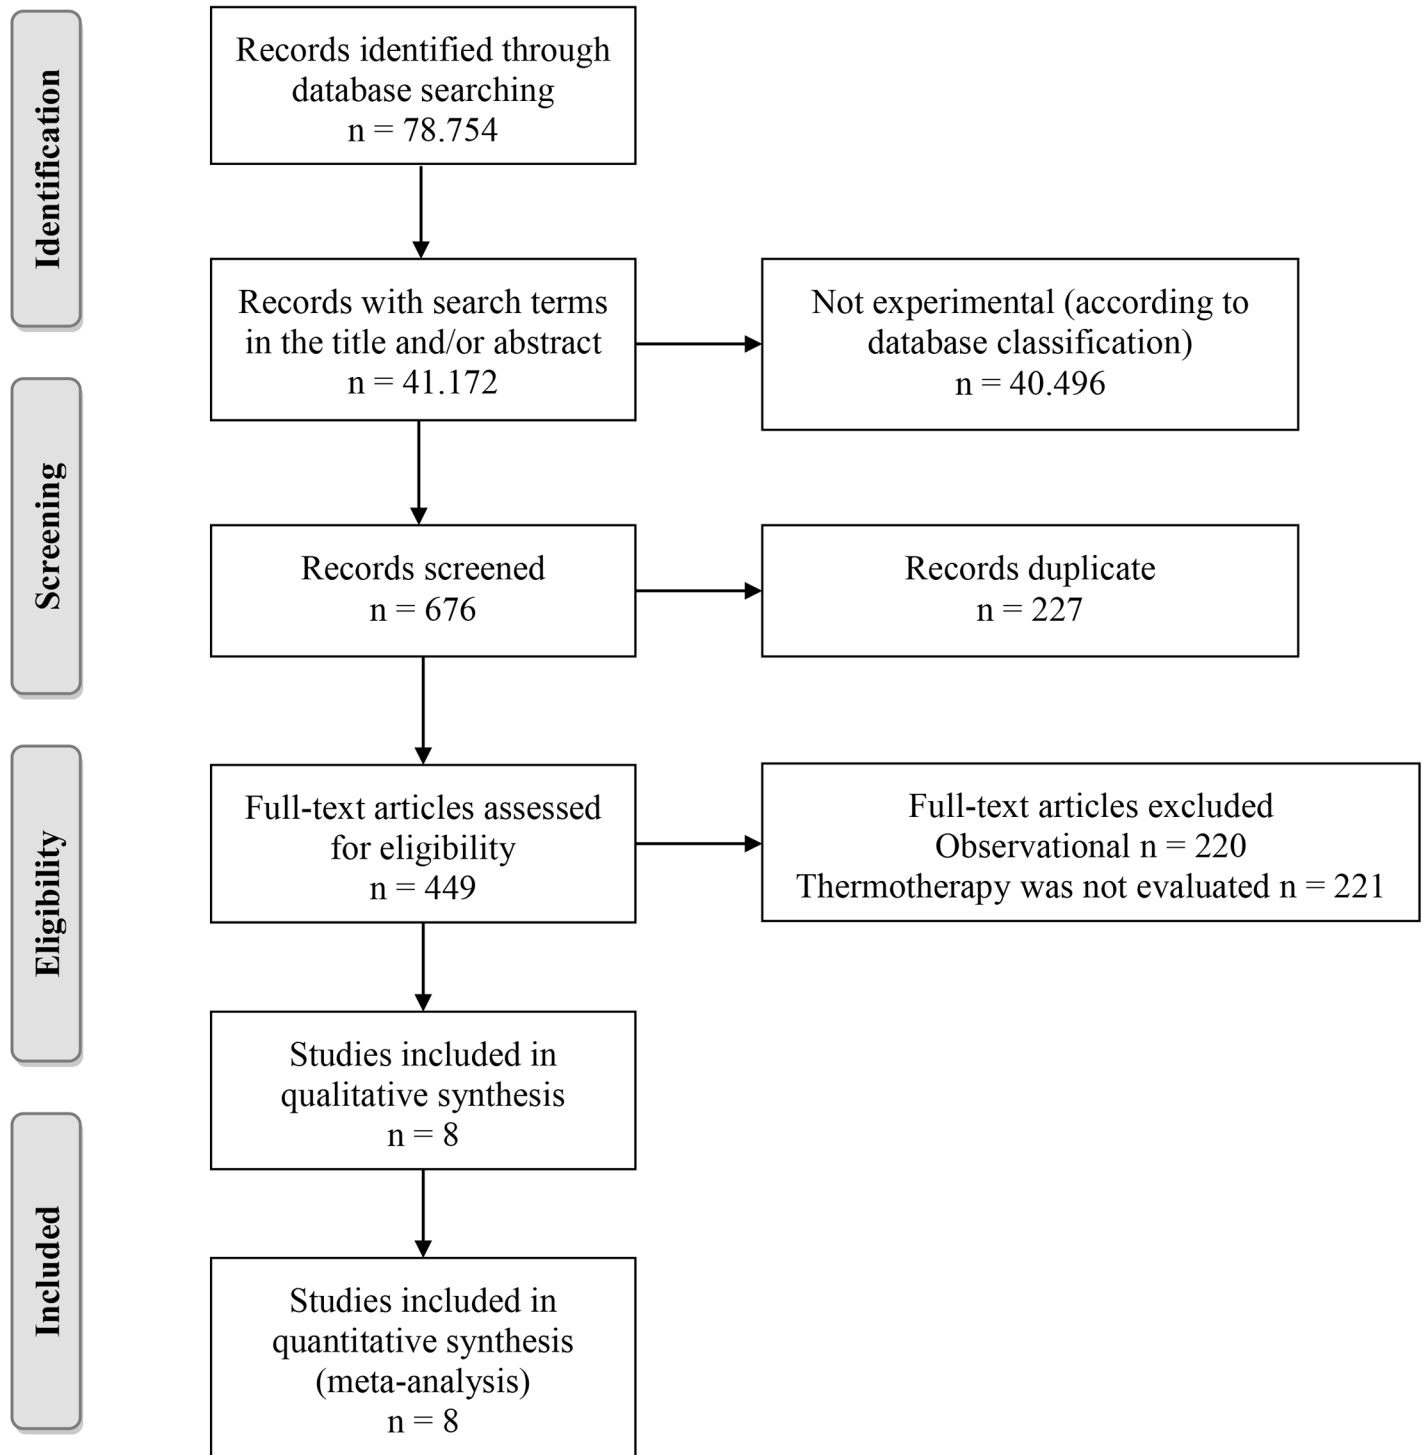 Identification
Records identified through
database searching
n = 78.754
Records with search terms
in the title and/or abstract
n = 41.172
Not experimental (according to
database classification)
n = 40.496
Screening
Records screened
n = 676
Records duplicate
n = 227
Eligibility
Full-text articles assessed
for eligibility
n = 449
Full-text articles excluded
Observational n = 220
Thermotherapy was not evaluated n = 221
Studies included in
qualitative synthesis
n = 8
Included
Studies included in
quantitative synthesis
(meta-analysis)
n = 8